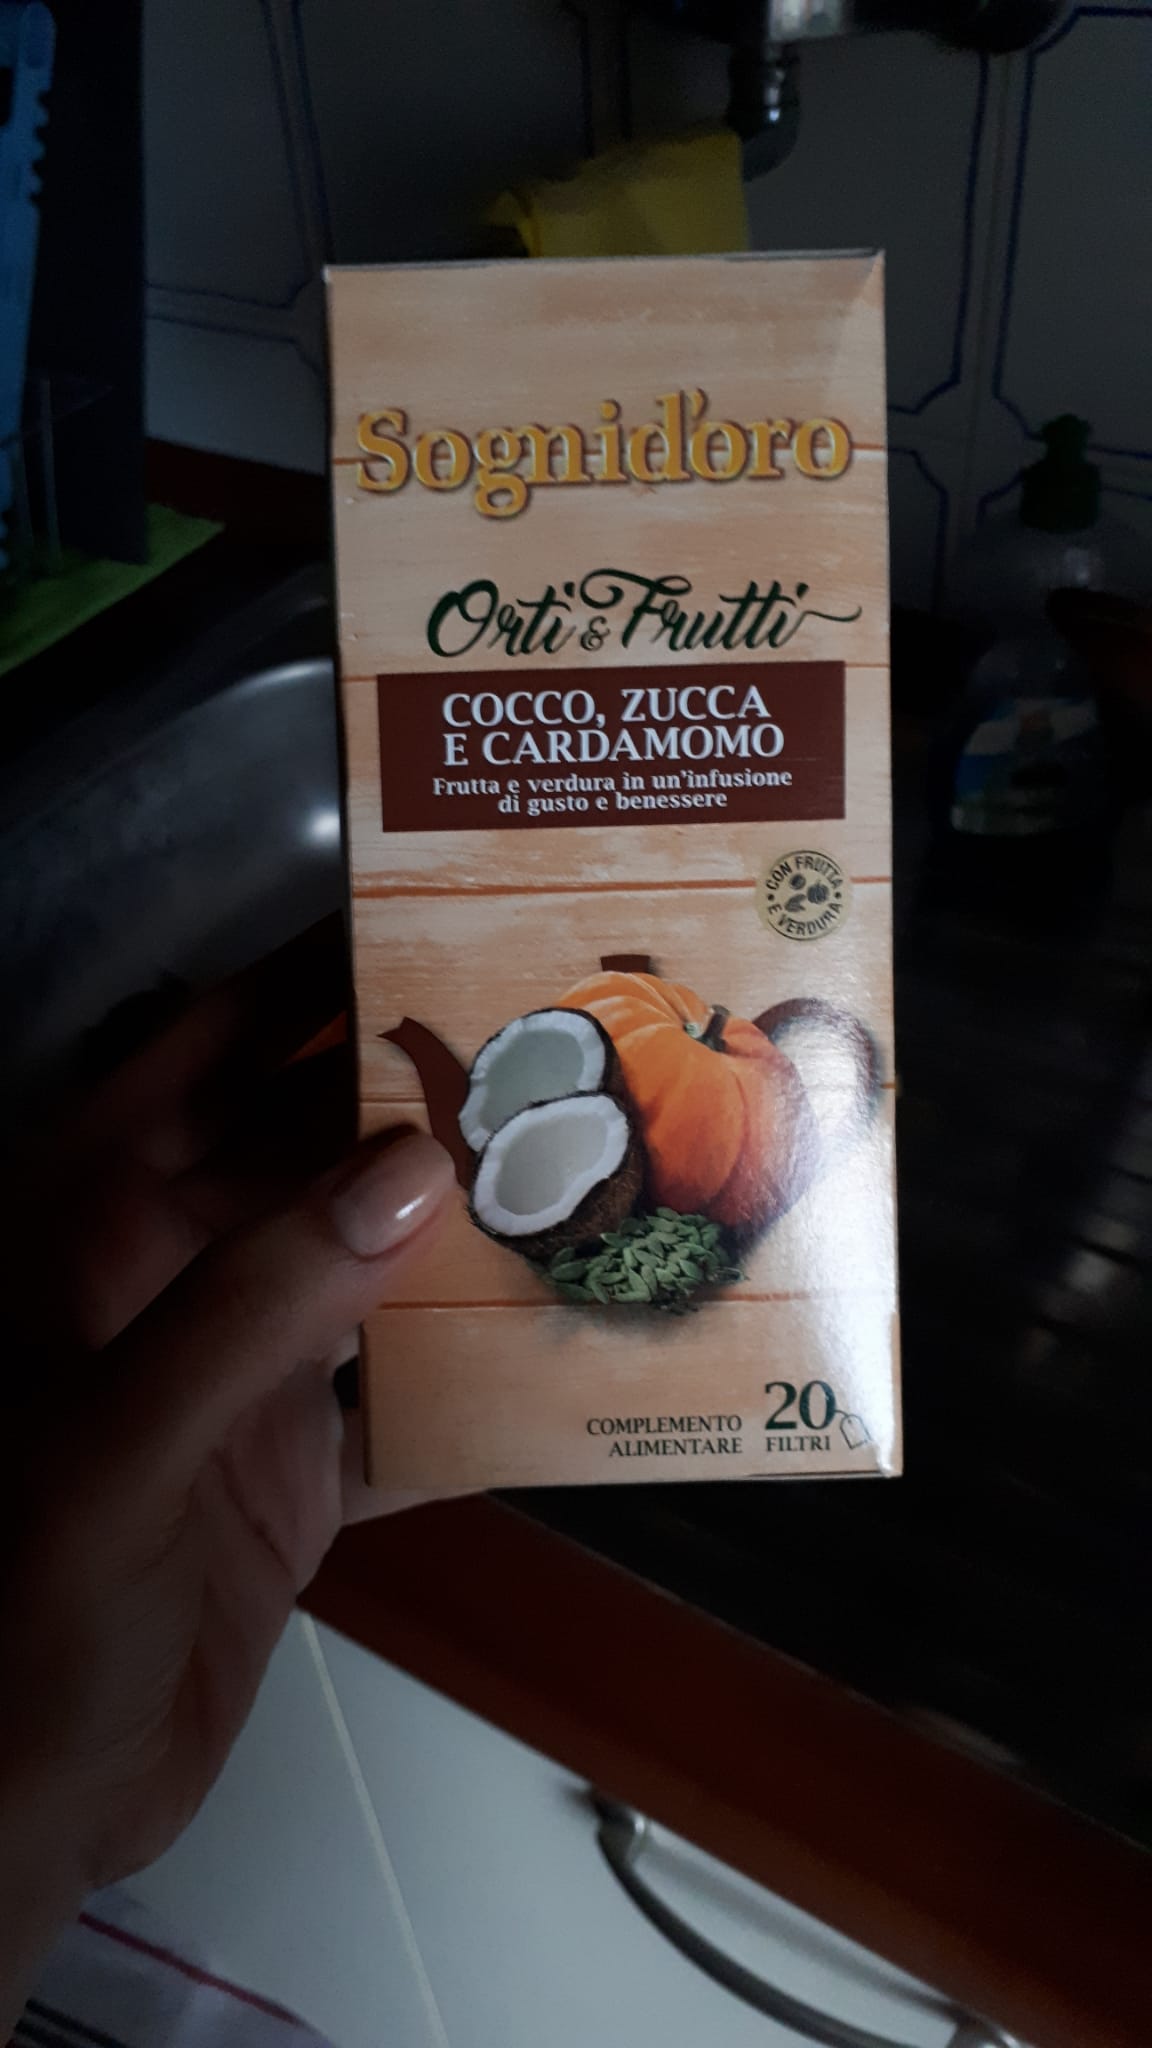 Sognid'oro
Orti & Frutti
COCCO, ZUCCA
E CARDAMOMO
Frutta e verdura in un'infusione
di gusto e benessere
• CON FRUTTA •
E VERDURA
COMPLEMENTO
ALIMENTARE
20
FILTRI